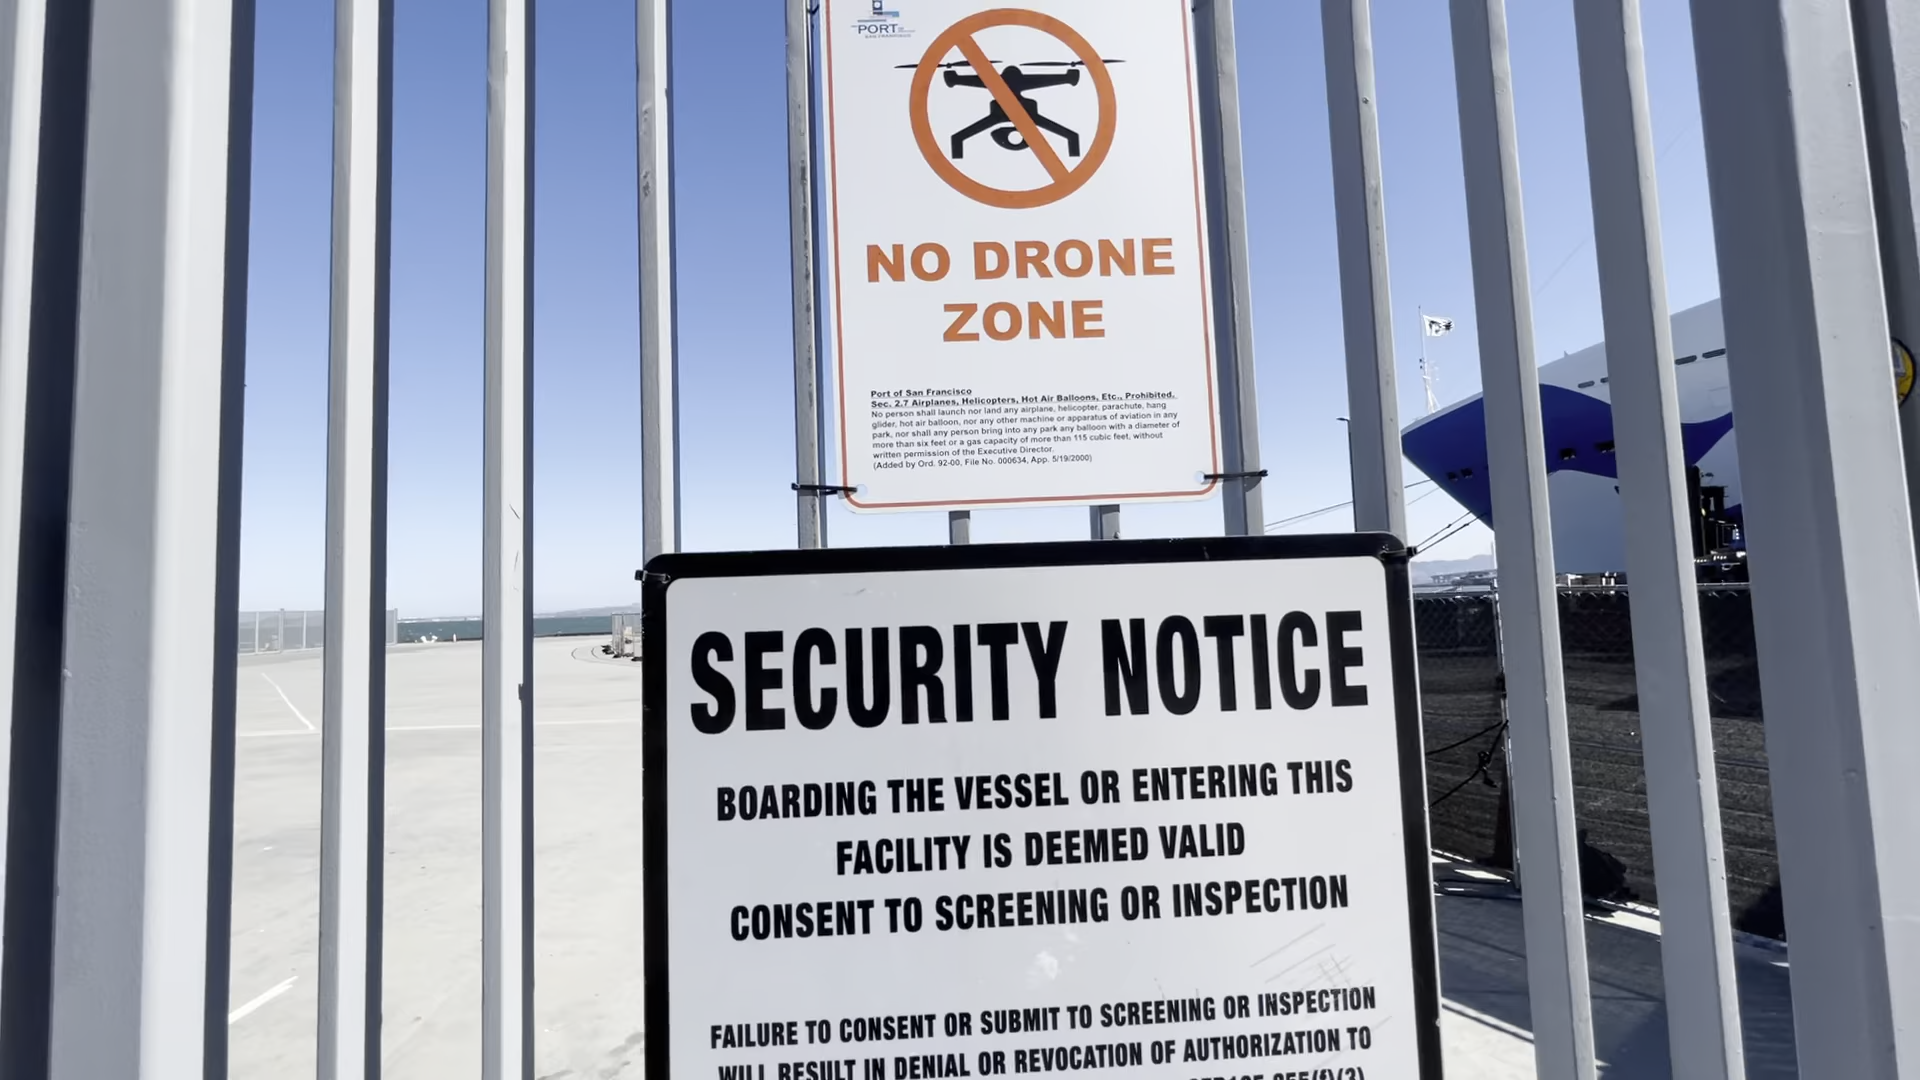 PORT
SAN FRANCISCO
NO DRONE
ZONE
Port of San Francisco
Sec. 2.7 Airplanes, Helicopters, Hot Air Balloons, Etc., Prohibited.
No person shall launch nor land any airplane, helicopter, parachute, hang
glider, hot air balloon, nor any other machine or apparatus of aviation in any
park, nor shall any person bring into any park any balloon with a diameter of
more than six feet or a gas capacity of more than 115 cubic feet, without
written permission of the Executive Director.
(Added by Ord. 92-00, File No. 000634, App. 5/19/2000)
SECURITY NOTICE
BOARDING THE VESSEL OR ENTERING THIS
FACILITY IS DEEMED VALID
CONSENT TO SCREENING OR INSPECTION
FAILURE TO CONSENT OR SUBMIT TO SCREENING OR INSPECTION
WILL RESULT IN DENIAL OR REVOCATION OF AUTHORIZATION TO